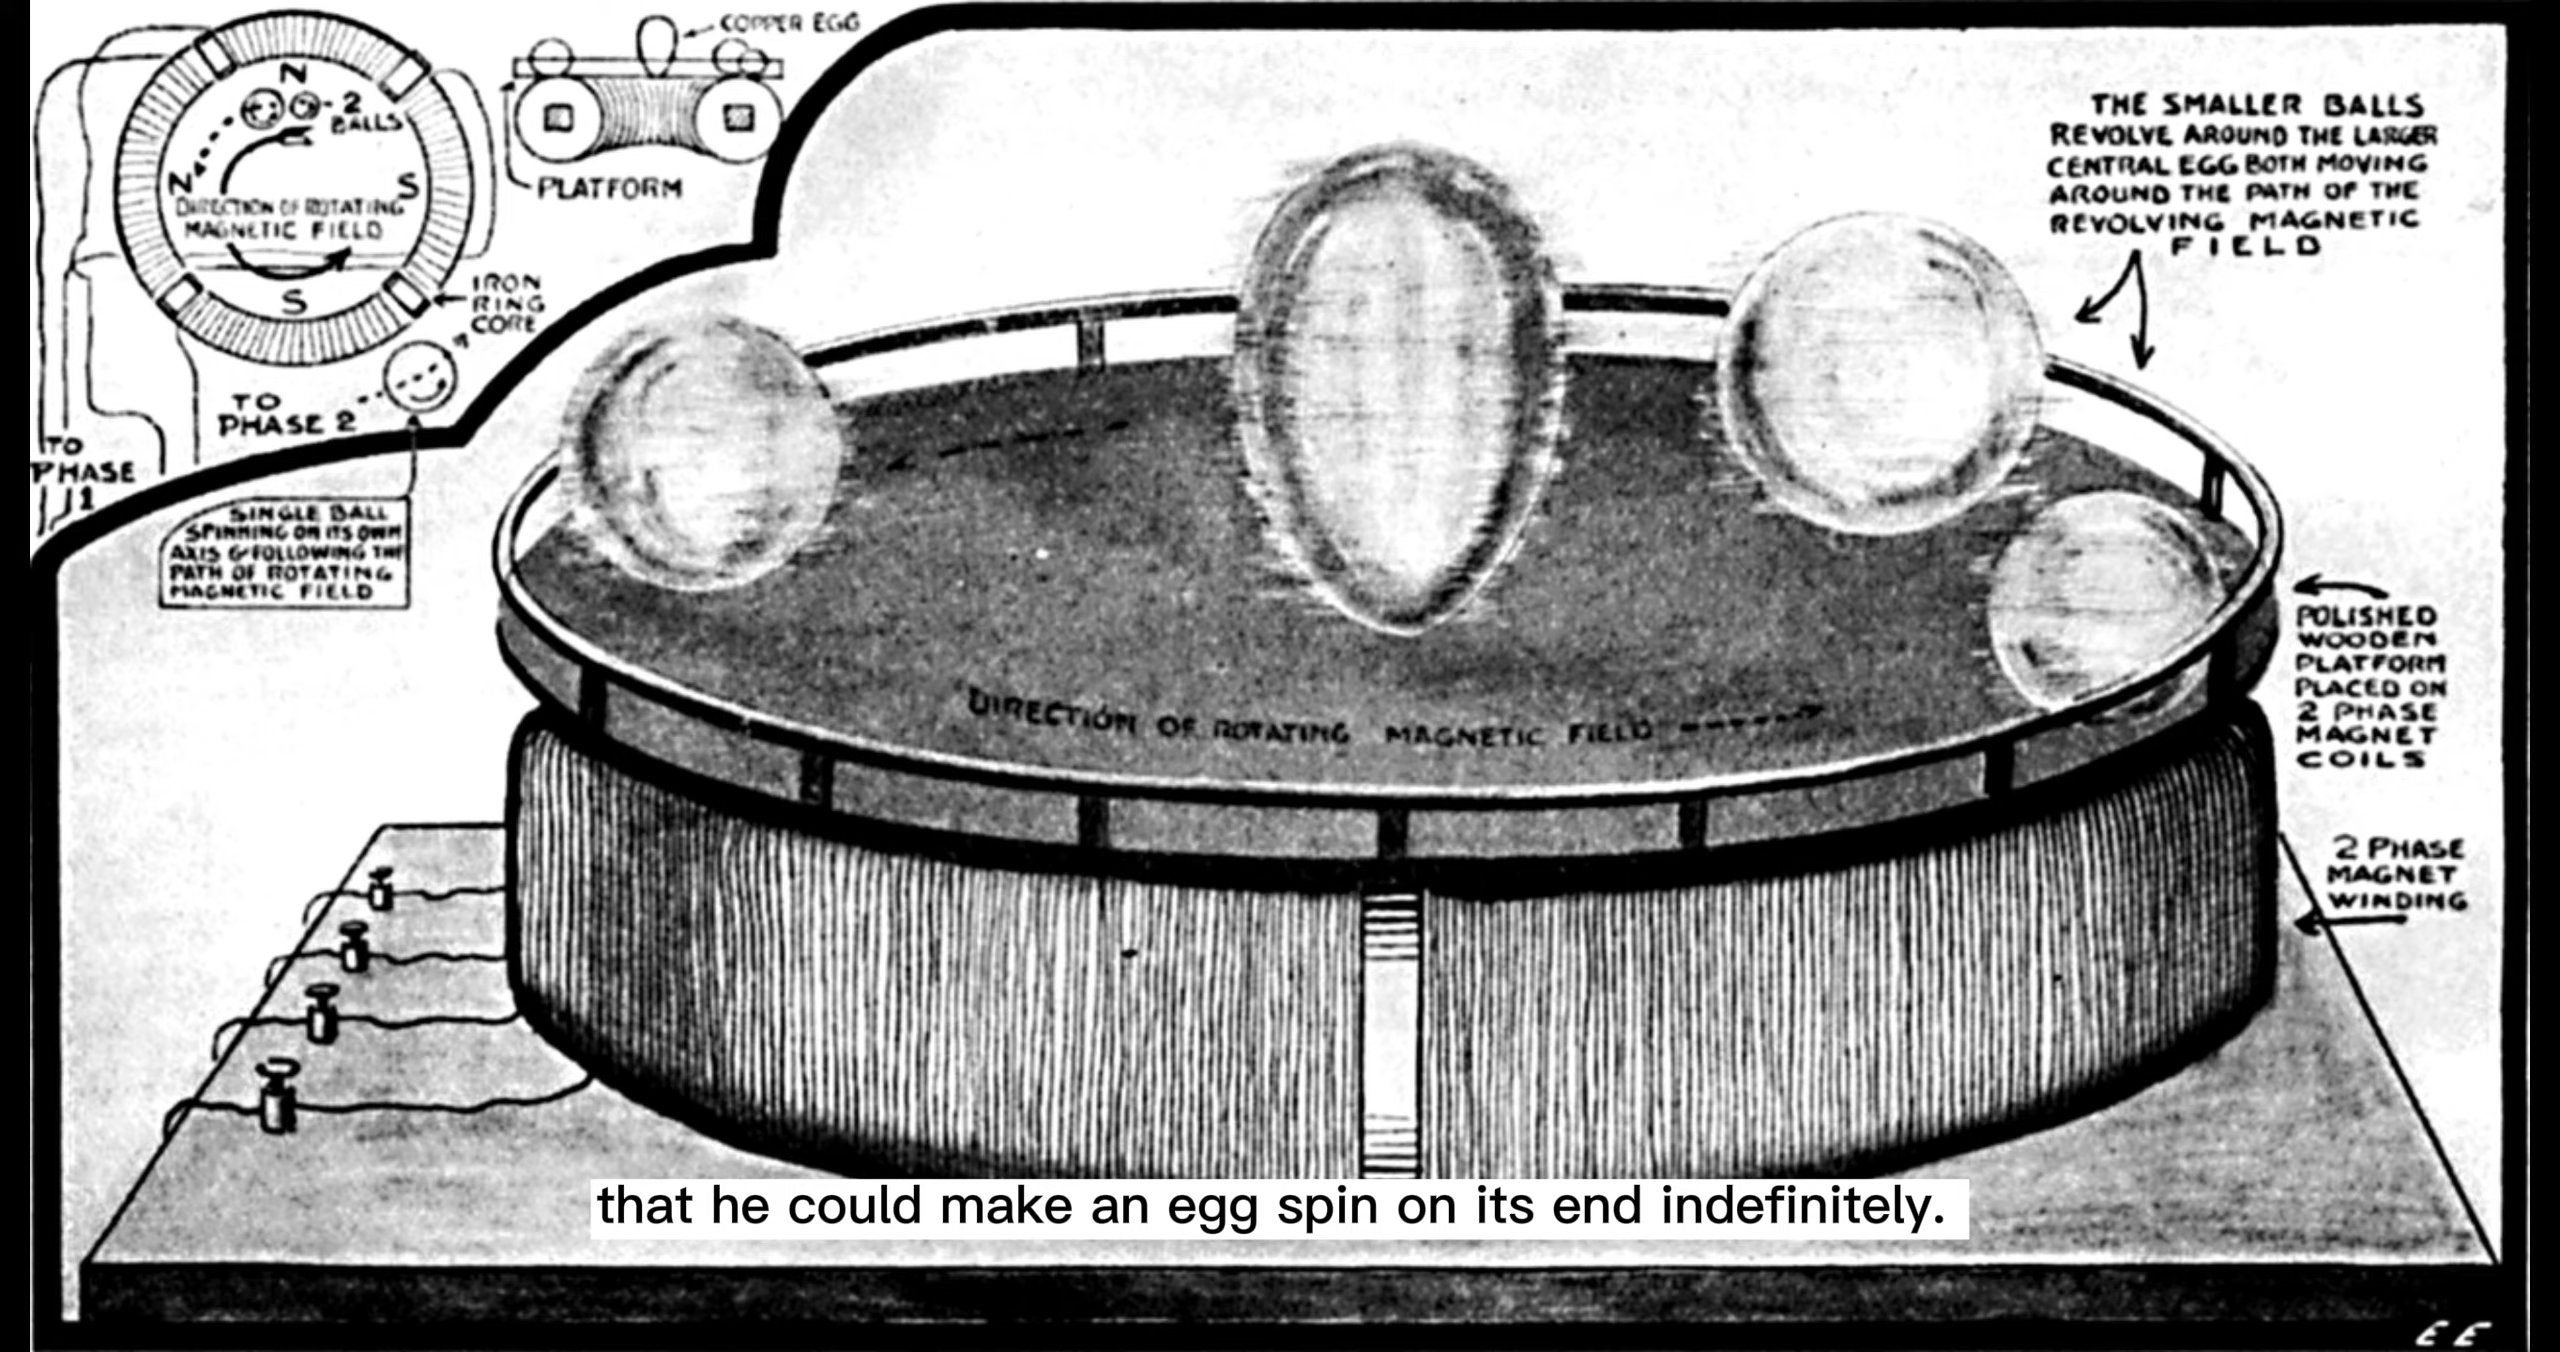 COPPER EGG
N
2
BALLS
N
S
DIRECTION OF ROTATING
MAGNETIC FIELD
S
PLATFORM
IRON
RING
CORE
TO
PHASE 2
TO
PHASE
1
SINGLE BALL
SPINNING ON ITS OWN
AXIS & FOLLOWING THE
PATH OF ROTATING
MAGNETIC FIELD
THE SMALLER BALLS
REVOLVE AROUND THE LARGER
CENTRAL EGG BOTH MOVING
AROUND THE PATH OF THE
REVOLVING MAGNETIC
FIELD
POLISHED
WOODEN
PLATFORM
PLACED ON
2 PHASE
MAGNET
COILS
DIRECTION OF ROTATING MAGNETIC FIELD
2 PHASE
MAGNET
WINDING
that he could make an egg spin on its end indefinitely.
E E